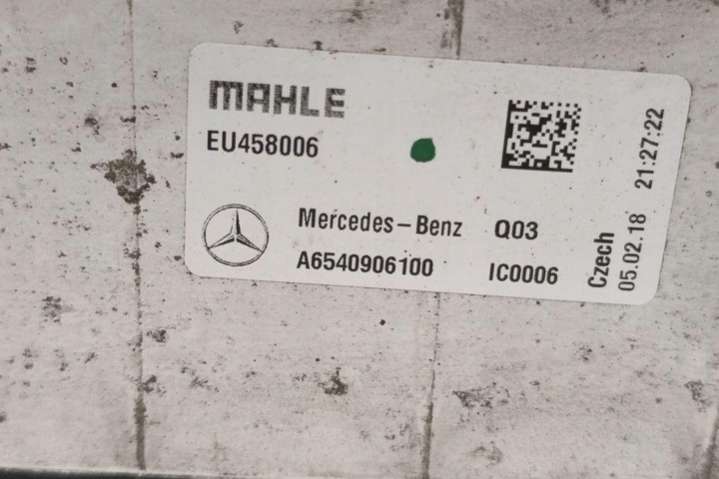 MAHLE
EU458006
Mercedes-Benz Q03
A6540906100 IC0006
Czech
05.02.18 21:27:22